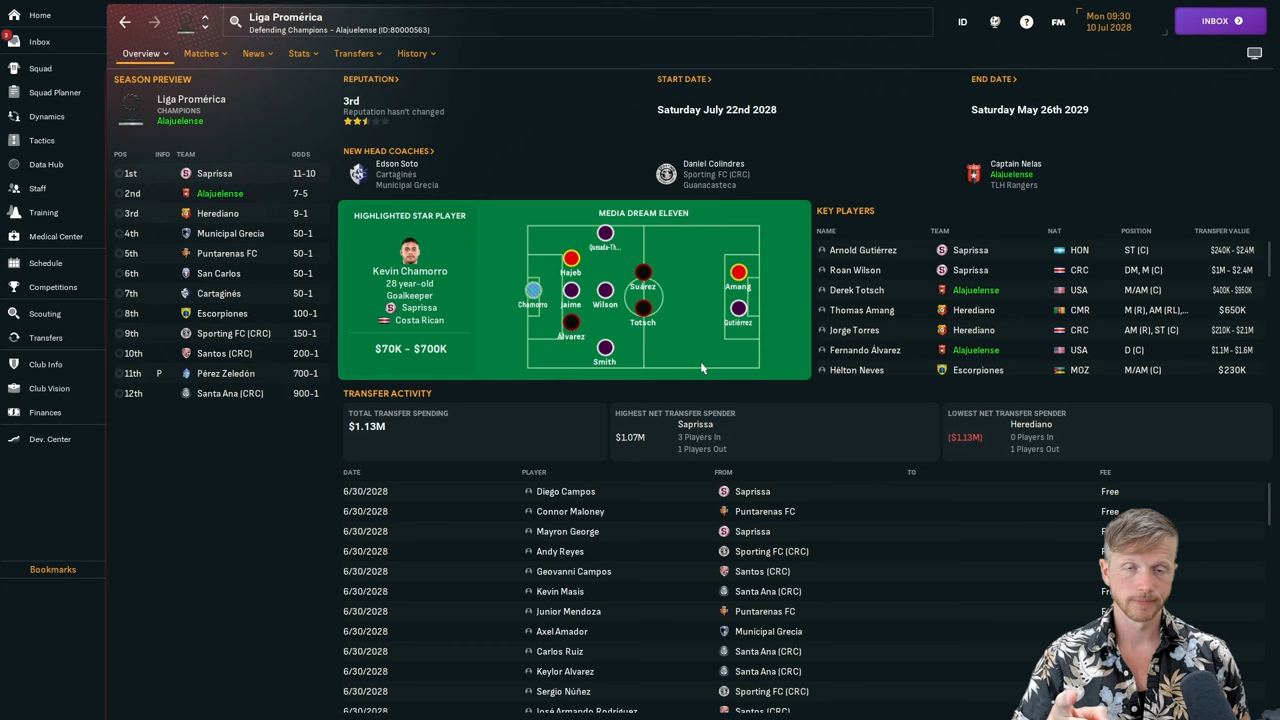 Home
3
Inbox
Squad
Squad Planner
Dynamics
Tactics
Data Hub
Staff
Training
Medical Center
Schedule
Competitions
Scouting
Transfers
Club Info
Club Vision
Finances
Dev. Center
Bookmarks
Liga Promérica
Defending Champions - Alajuelense (ID:80000563)
ID
FM
Mon 09:30
10 Jul 2028
INBOX
Overview Matches News Stats Transfers History
SEASON PREVIEW
Liga Promérica
CHAMPIONS
Alajuelense
POS INFO TEAM ODDS
1st Saprissa 11-10
2nd Alajuelense 7-5
3rd Herediano 9-1
4th Municipal Grecia 50-1
5th Puntarenas FC 50-1
6th San Carlos 50-1
7th Cartaginés 50-1
8th Escorpiones 100-1
9th Sporting FC (CRC) 150-1
10th Santos (CRC) 200-1
11th P Pérez Zeledón 700-1
12th Santa Ana (CRC) 900-1
REPUTATION>
3rd
Reputation hasn't changed
START DATE>
Saturday July 22nd 2028
END DATE>
Saturday May 26th 2029
NEW HEAD COACHES>
Edson Soto
Cartaginés
Municipal Grecia
Daniel Colindres
Sporting FC (CRC)
Guanacasteca
Captain Nelas
Alajuelense
TLH Rangers
HIGHLIGHTED STAR PLAYER
Kevin Chamorro
28 year-old
Goalkeeper
Saprissa
Costa Rican
$70K - $700K
MEDIA DREAM ELEVEN
Quesada-Th...
Hajeb
Chamorro
Jaime
Wilson
Álvarez
Smith
Suárez
Totsch
Amang
Gutiérrez
KEY PLAYERS
NAME TEAM NAT POSITION TRANSFER VALUE
Arnold Gutiérrez Saprissa HON ST (C) $240K - $2.4M
Roan Wilson Saprissa CRC DM, M (C) $1M - $2.4M
Derek Totsch Alajuelense USA M/AM (C) $400K - $950K
Thomas Amang Herediano CMR M (R), AM (RL),... $650K
Jorge Torres Herediano CRC AM (R), ST (C) $210K - $2.1M
Fernando Álvarez Alajuelense USA D (C) $1.1M - $1.6M
Hélton Neves Escorpiones MOZ M/AM (C) $230K
TRANSFER ACTIVITY
TOTAL TRANSFER SPENDING
$1.13M
HIGHEST NET TRANSFER SPENDER
Saprissa
$1.07M
3 Players In
1 Players Out
LOWEST NET TRANSFER SPENDER
Herediano
($1.13M)
0 Players In
1 Players Out
DATE PLAYER FROM TO FEE
6/30/2028 Diego Campos Saprissa Free
6/30/2028 Connor Maloney Puntarenas FC Free
6/30/2028 Mayron George Saprissa
6/30/2028 Andy Reyes Sporting FC (CRC)
6/30/2028 Geovanni Campos Santos (CRC)
6/30/2028 Kevin Masis Santa Ana (CRC)
6/30/2028 Junior Mendoza Puntarenas FC
6/30/2028 Axel Amador Municipal Grecia
6/30/2028 Carlos Ruiz Santa Ana (CRC)
6/30/2028 Keylor Alvarez Santa Ana (CRC)
6/30/2028 Sergio Núñez Sporting FC (CRC)
6/30/2028 José Armando Rodríguez Santos (CRC)